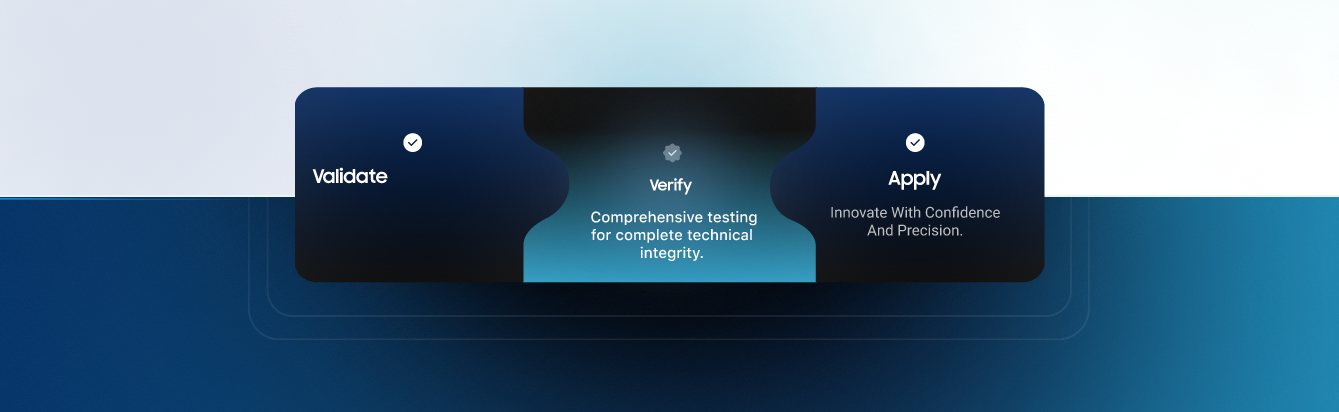 Validate
Verify
Comprehensive testing
for complete technical
integrity.
Apply
Innovate With Confidence
And Precision.